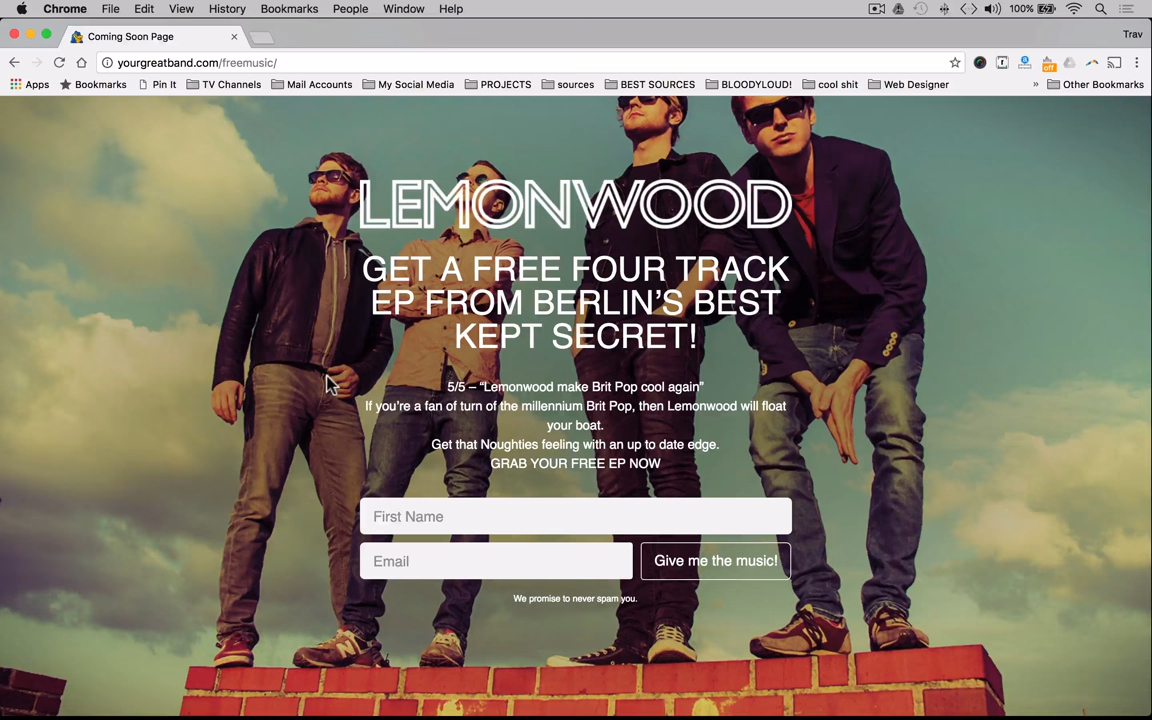 Chrome File Edit View History Bookmarks People Window Help 100%
Coming Soon Page Trav
yourgreatband.com/freemusic/
off
Apps Bookmarks Pin It TV Channels Mail Accounts My Social Media PROJECTS sources BEST SOURCES BLOODYLOUD! cool shit Web Designer » Other Bookmarks
LEMONWOOD
GET A FREE FOUR TRACK
EP FROM BERLIN’S BEST
KEPT SECRET!
5/5 – “Lemonwood make Brit Pop cool again”
If you’re a fan of turn of the millennium Brit Pop, then Lemonwood will float
your boat.
Get that Noughties feeling with an up to date edge.
GRAB YOUR FREE EP NOW
First Name
Email Give me the music!
We promise to never spam you.